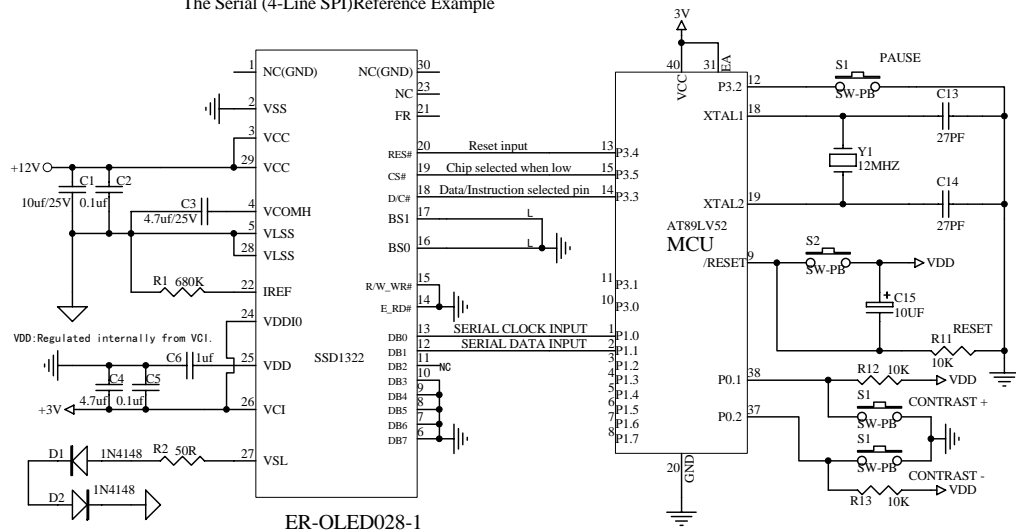 The Serial (4-Line SPI)Reference Example
3V
1 NC(GND)
2 VSS
3 VCC
29 VCC
4 VCOMH
5 VLSS
28 VLSS
22 IREF
24 VDDIO
25 VDD
26 VCI
27 VSL
NC(GND) 30
NC 23
FR 21
RES# 20
CS# 19
D/C# 18
BS1 17
BS0 16
R/W_WR# 15
E_RD# 14
DB0 13
DB1 12
DB2 11 NC
DB3 10
DB4 9
DB5 8
DB6 7
DB7 6
SSD1322
ER-OLED028-1
+12V
C1
10uf/25V
C2
0.1uf
C3
4.7uf/25V
R1 680K
VDD:Regulated internally from VCI.
C6 1uf
C4
4.7uf
C5
0.1uf
+3V
D1 1N4148
R2 50R
D2 1N4148
Reset input
Chip selected when low
Data/Instruction selected pin
L
L
SERIAL CLOCK INPUT
SERIAL DATA INPUT
13 P3.4
15 P3.5
14 P3.3
11 P3.1
10 P3.0
1 P1.0
2 P1.1
3 P1.2
4 P1.3
5 P1.4
6 P1.5
7 P1.6
8 P1.7
40 VCC
31 EA
P3.2 12
XTAL1 18
XTAL2 19
AT89LV52
MCU
/RESET 9
P0.1 38
P0.2 37
20 GND
S1
SW-PB
PAUSE
C13
27PF
Y1
12MHZ
C14
27PF
S2
SW-PB
VDD
C15
10UF
+
R11
10K
RESET
R12 10K
VDD
S1
SW-PB
CONTRAST +
S1
SW-PB
CONTRAST -
R13 10K
VDD